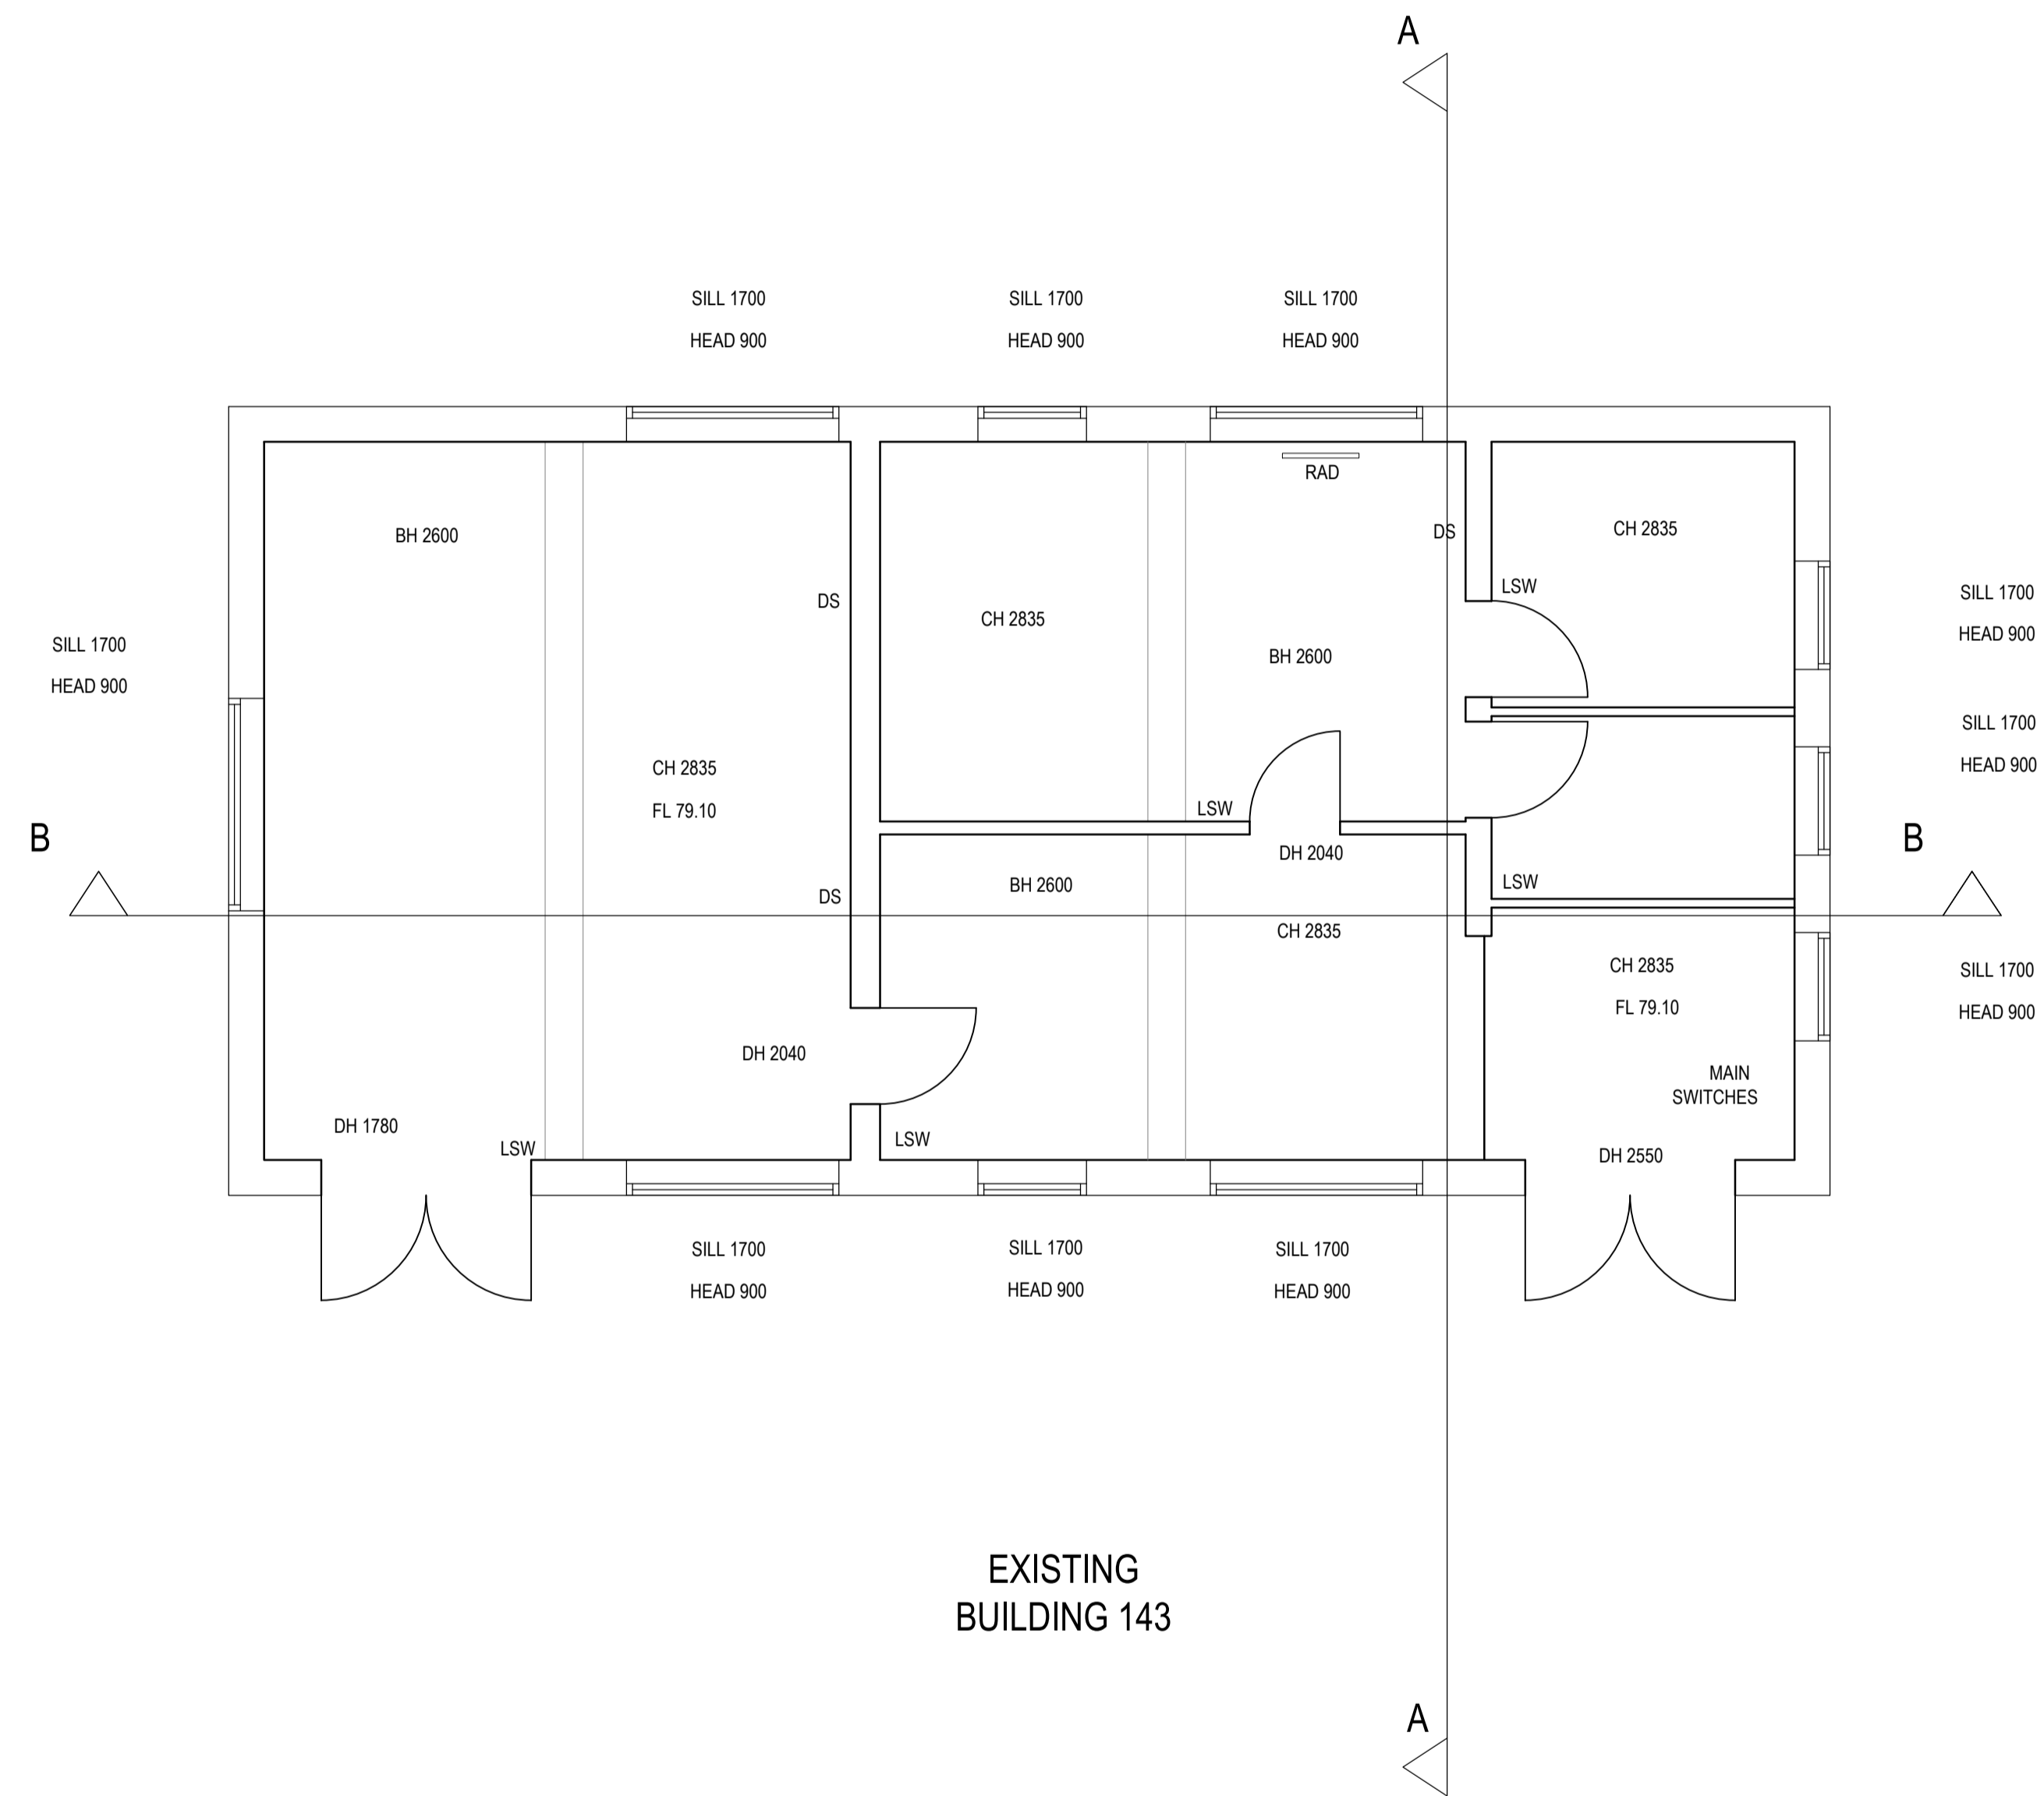 A
SILL 1700
HEAD 900
SILL 1700
HEAD 900
SILL 1700
HEAD 900
RAD
BH 2600
DS
CH 2835
LSW
SILL 1700
HEAD 900
DS
CH 2835
SILL 1700
HEAD 900
BH 2600
SILL 1700
HEAD 900
CH 2835
FL 79.10
LSW
B
B
DH 2040
BH 2600
LSW
DS
CH 2835
CH 2835
FL 79.10
SILL 1700
HEAD 900
DH 2040
MAIN
SWITCHES
DH 1780
LSW
LSW
DH 2550
SILL 1700
HEAD 900
SILL 1700
HEAD 900
SILL 1700
HEAD 900
EXISTING
BUILDING 143
A